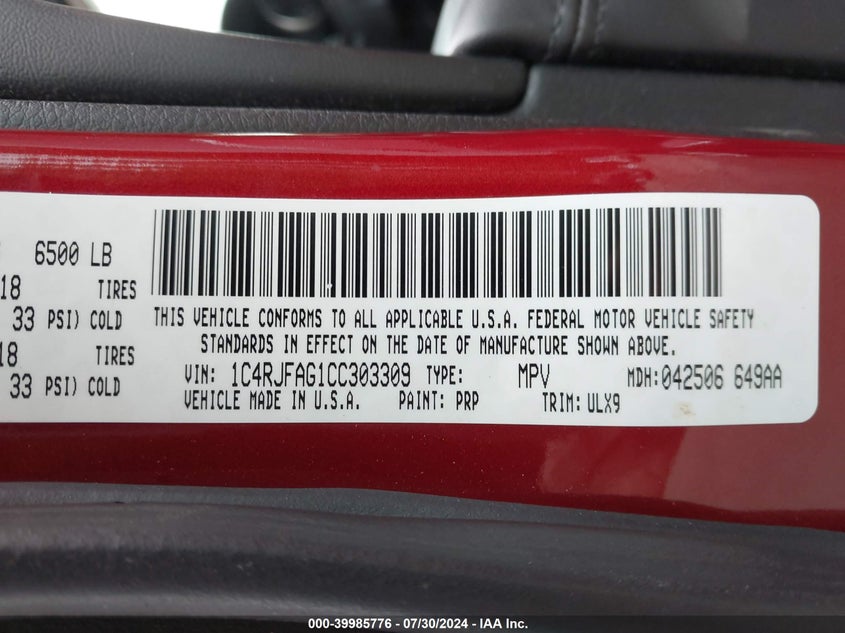 6500 LB
18 TIRES
33 PSI) COLD
18 TIRES
33 PSI) COLD
THIS VEHICLE CONFORMS TO ALL APPLICABLE U.S.A. FEDERAL MOTOR VEHICLE SAFETY
STANDARDS IN EFFECT ON THE DATE OF MANUFACTURE SHOWN ABOVE.
VIN: 1C4RJFAG1CC303309 TYPE: MPV MDH:042506 649AA
VEHICLE MADE IN U.S.A. PAINT: PRP TRIM: ULX9
000-39985776 / 07/30/2024 - IAA Inc.